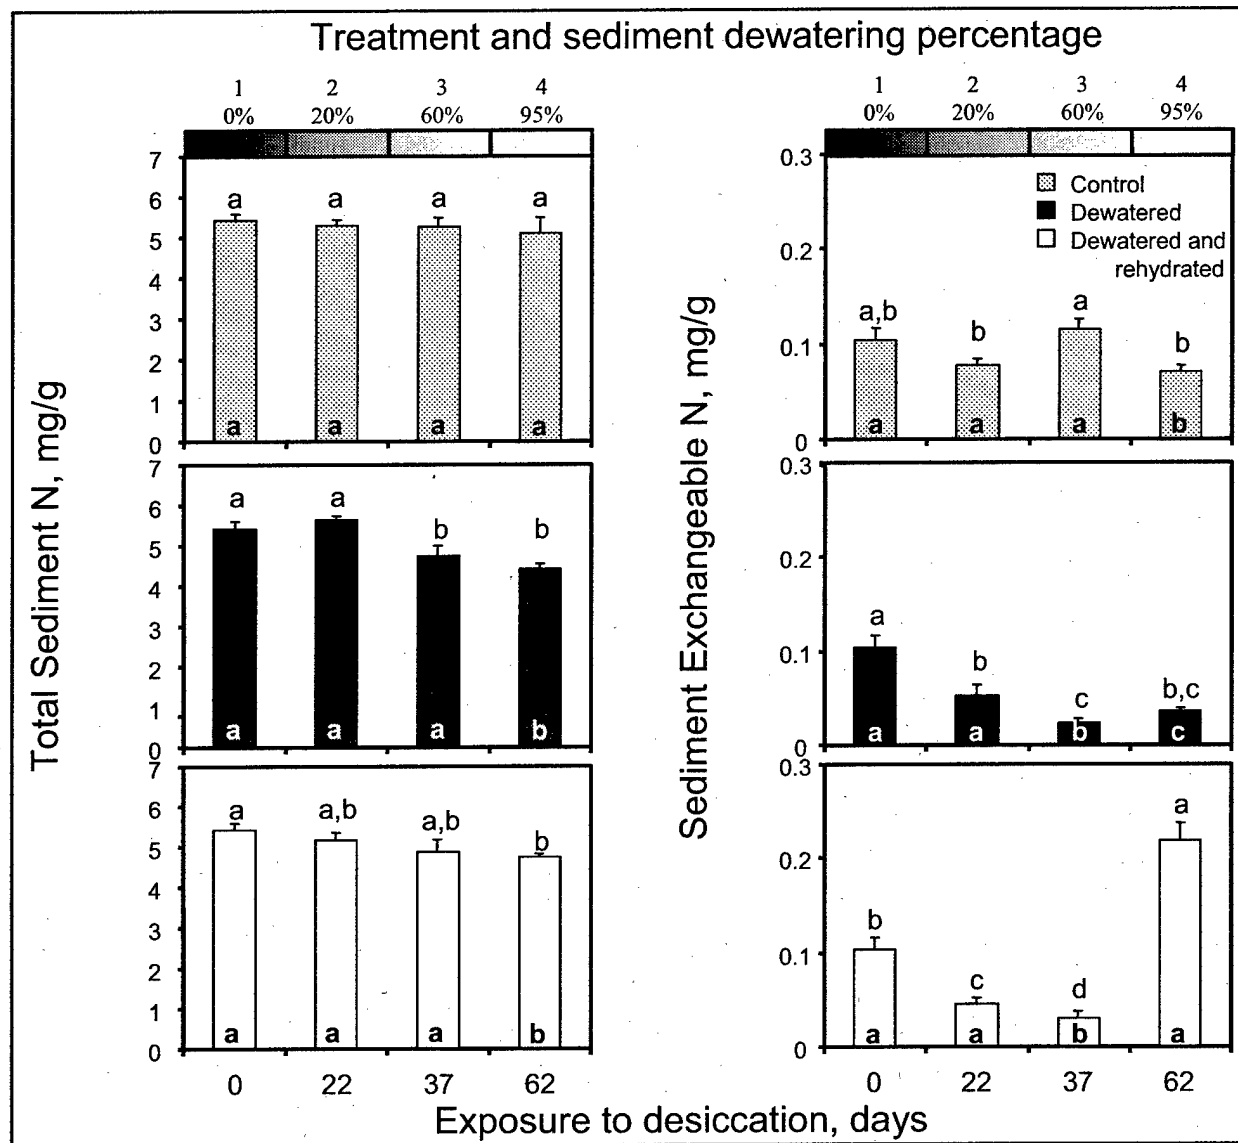 Treatment and sediment dewatering percentage
1 2 3 4
0% 20% 60% 95%
1 2 3 4
0% 20% 60% 95%
Total Sediment N, mg/g
7
6
5
4
3
2
1
0
a a a a
a a a a
7
6
5
4
3
2
1
0
a a b b
a a a b
7
6
5
4
3
2
1
0
a a,b a,b b
a a a b
0 22 37 62
Sediment Exchangeable N, mg/g
0.3
0.2
0.1
0
Control
Dewatered
Dewatered and
rehydrated
a,b b a b
a a a b
0.3
0.2
0.1
0
a b c b,c
a a b c
0.3
0.2
0.1
0
b c d a
a a b a
0 22 37 62
Exposure to desiccation, days